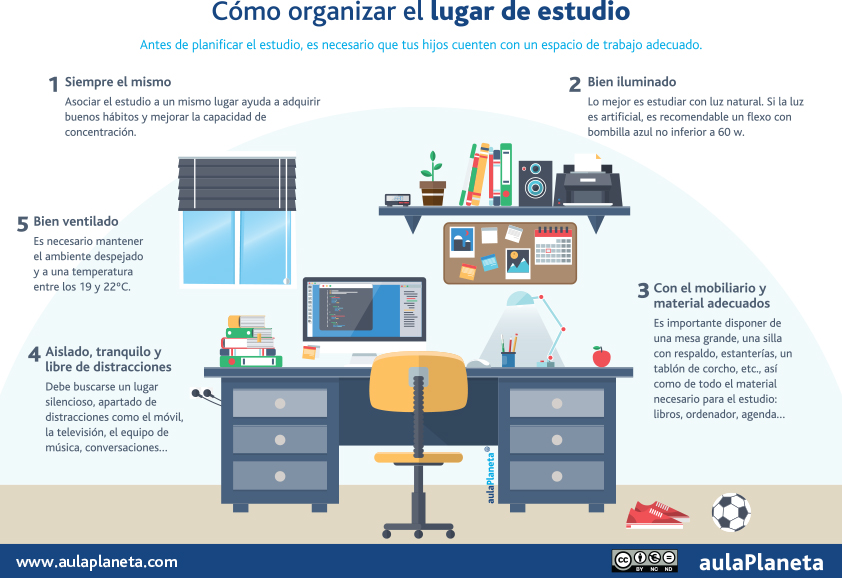 Cómo organizar el lugar de estudio
Antes de planificar el estudio, es necesario que tus hijos cuenten con un espacio de trabajo adecuado.
1 Siempre el mismo
Asociar el estudio a un mismo lugar ayuda a adquirir
buenos hábitos y mejorar la capacidad de
concentración.
2 Bien iluminado
Lo mejor es estudiar con luz natural. Si la luz
es artificial, es recomendable un flexo con
bombilla azul no inferior a 60 w.
5 Bien ventilado
Es necesario mantener
el ambiente despejado
y a una temperatura
entre los 19 y 22ºC.
3 Con el mobiliario y
material adecuados
Es importante disponer de
una mesa grande, una silla
con respaldo, estanterías, un
tablón de corcho, etc., así
como de todo el material
necesario para el estudio:
libros, ordenador, agenda...
4 Aislado, tranquilo y
libre de distracciones
Debe buscarse un lugar
silencioso, apartado de
distracciones como el móvil,
la televisión, el equipo de
música, conversaciones...
aulaPlaneta
www.aulaplaneta.com
cc BY NC ND
aulaPlaneta